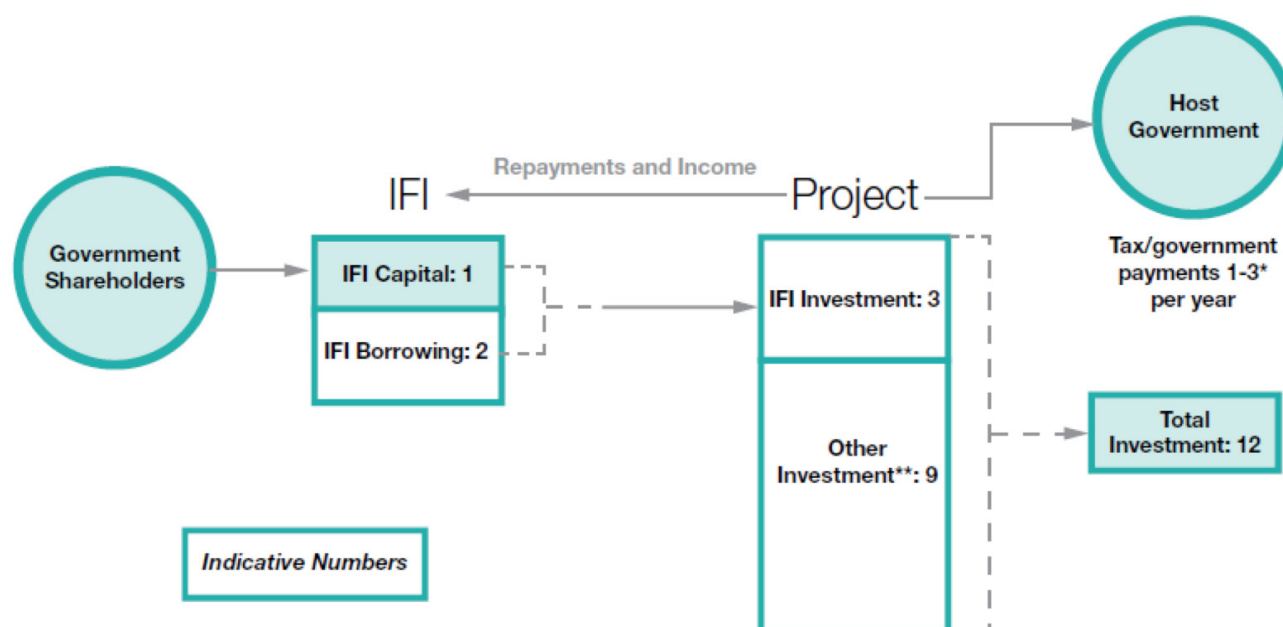 Host
Government
Repayments and Income
IFI
Project
Government
Shareholders
IFI Capital: 1
IFI Borrowing: 2
IFI Investment: 3
Tax/government
payments 1-3*
per year
Other
Investment**: 9
Total
Investment: 12
Indicative Numbers